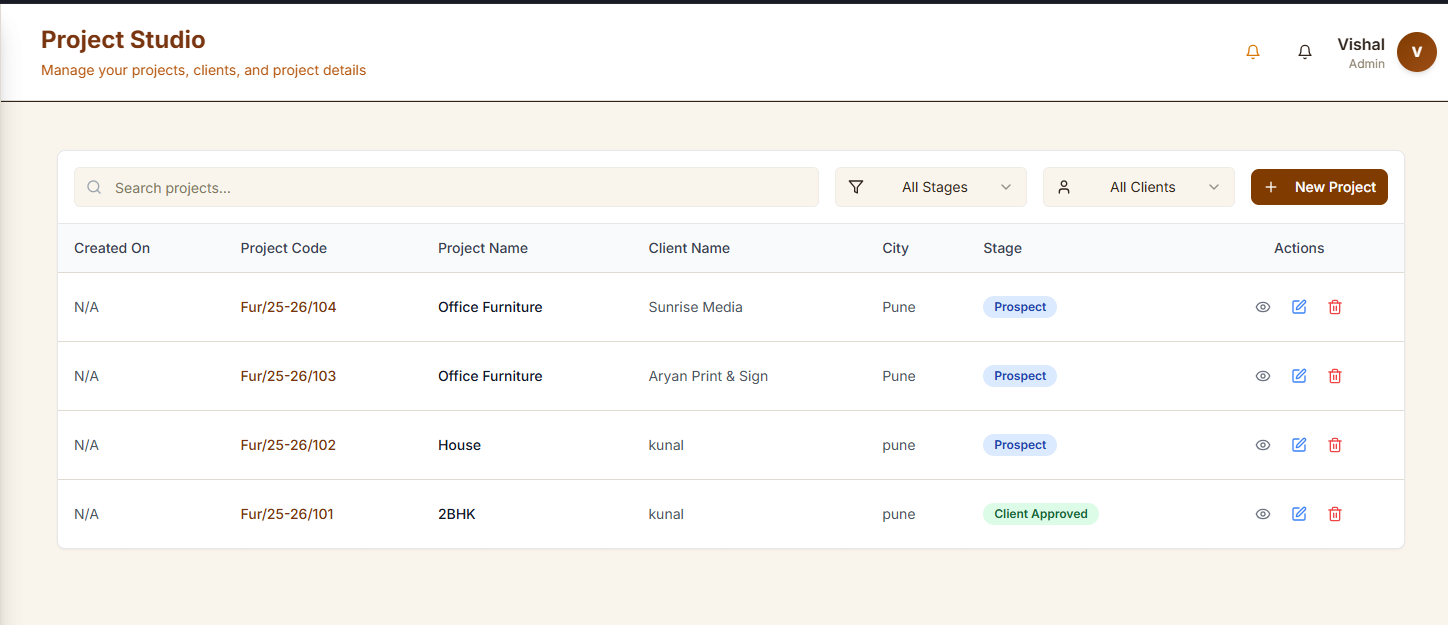 Project Studio
Manage your projects, clients, and project details
Vishal
Admin
V
Search projects...
All Stages
All Clients
New Project
Created On Project Code Project Name Client Name City Stage Actions
N/A Fur/25-26/104 Office Furniture Sunrise Media Pune Prospect
N/A Fur/25-26/103 Office Furniture Aryan Print & Sign Pune Prospect
N/A Fur/25-26/102 House kunal pune Prospect
N/A Fur/25-26/101 2BHK kunal pune Client Approved